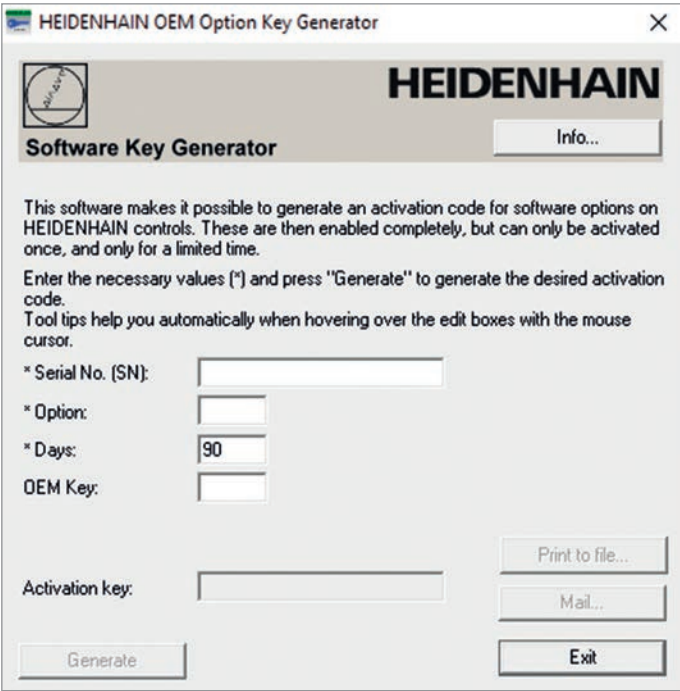 HEIDENHAIN OEM Option Key Generator
HEIDENHAIN
Software Key Generator
Info...
This software makes it possible to generate an activation code for software options on
HEIDENHAIN controls. These are then enabled completely, but can only be activated
once, and only for a limited time.
Enter the necessary values (*) and press "Generate" to generate the desired activation
code.
Tool tips help you automatically when hovering over the edit boxes with the mouse
cursor.
* Serial No. (SN):
* Option:
* Days: 90
OEM Key:
Print to file...
Activation key:
Mail...
Generate
Exit